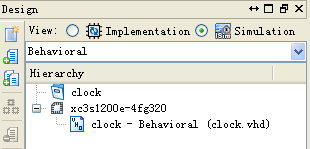 Design
View: Implementation Simulation
Behavioral
Hierarchy
clock
xc3s1200e-4fg320
clock - Behavioral (clock.vhd)